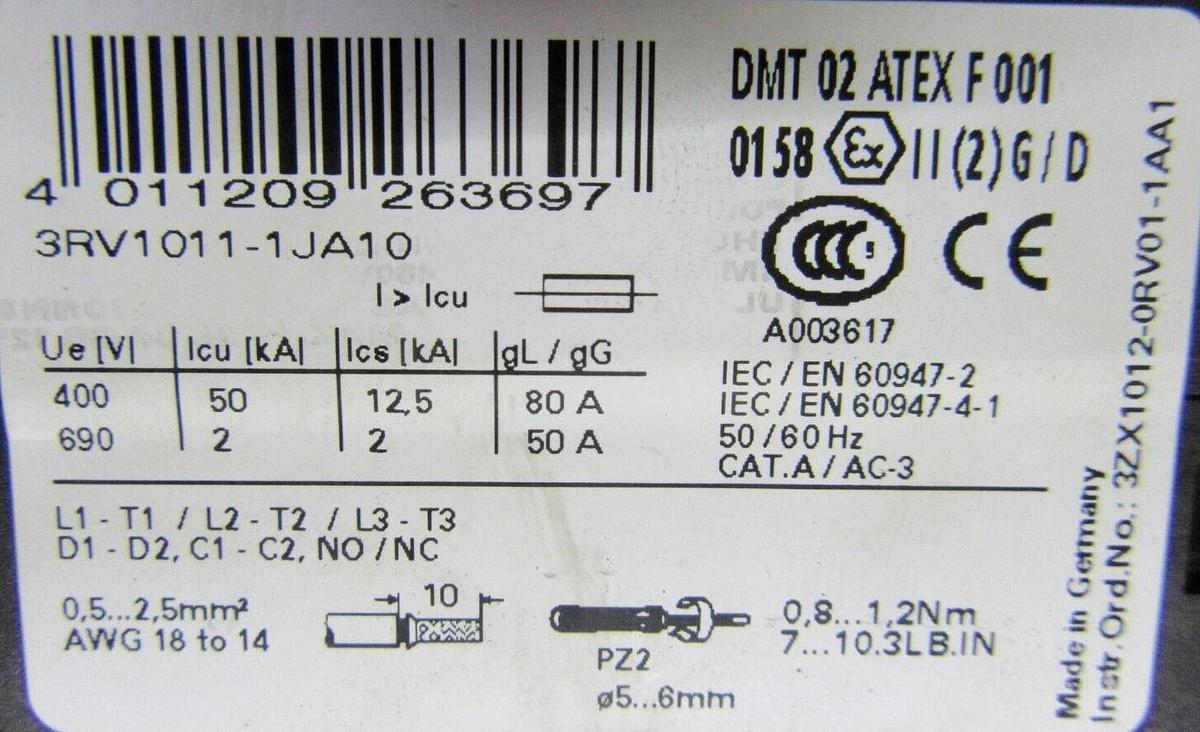 4 011209 263697
3RV1011-1JA10
I > Icu
Ue [V] Icu [kA] Ics [kA] gL / gG
400 50 12,5 80 A
690 2 2 50 A
DMT 02 ATEX F 001
0158 Ex II (2) G / D
CCC CE
A003617
IEC / EN 60947-2
IEC / EN 60947-4-1
50 / 60 Hz
CAT.A / AC-3
L1 - T1 / L2 - T2 / L3 - T3
D1 - D2, C1 - C2, NO / NC
0,5...2,5mm²
AWG 18 to 14
10
PZ2
ø5...6mm
0,8...1,2Nm
7...10.3LB.IN
Made in Germany
Instr.Ord.No.: 3ZX1012-0RV01-1AA1